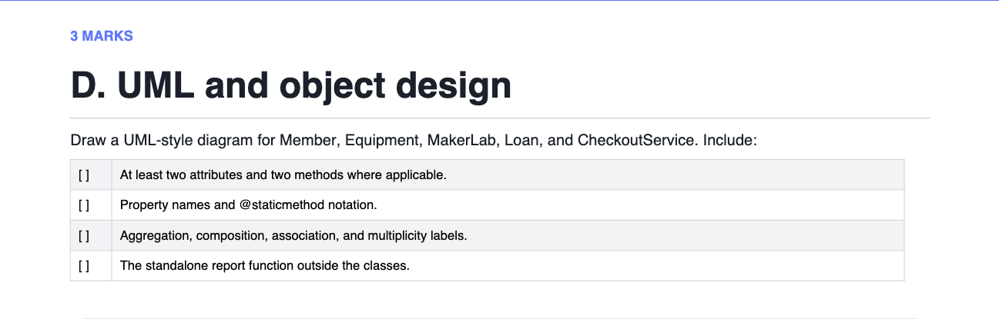 3 MARKS
D. UML and object design
Draw a UML-style diagram for Member, Equipment, MakerLab, Loan, and CheckoutService. Include:
[ ] At least two attributes and two methods where applicable.
[ ] Property names and @staticmethod notation.
[ ] Aggregation, composition, association, and multiplicity labels.
[ ] The standalone report function outside the classes.